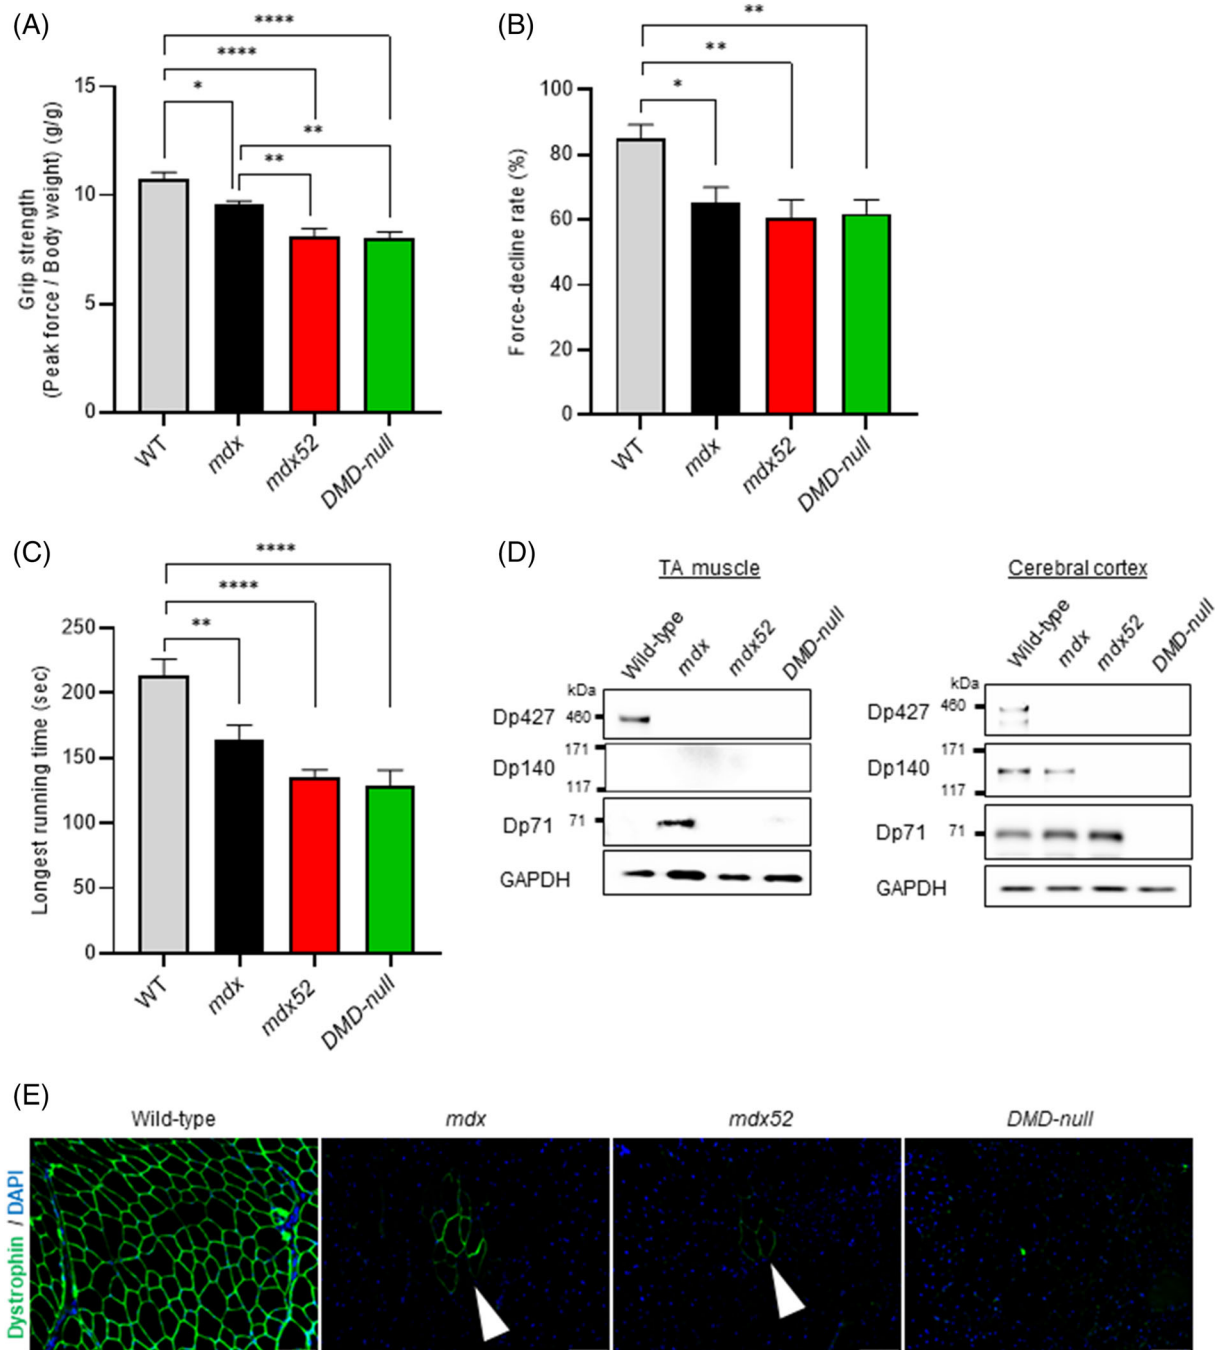 (A)
****
****
*
**
**
Grip strength
(Peak force / Body weight) (g/g)
15
10
5
0
WT
mdx
mdx52
DMD-null
(B)
**
**
*
Force-decline rate (%)
100
80
60
40
20
0
WT
mdx
mdx52
DMD-null
(C)
****
****
**
Longest running time (sec)
250
200
150
100
50
0
WT
mdx
mdx52
DMD-null
(D)
TA muscle
Wild-type
mdx
mdx52
DMD-null
kDa
Dp427 460
Dp140 171
117
Dp71 71
GAPDH
Cerebral cortex
Wild-type
mdx
mdx52
DMD-null
kDa
Dp427 460
Dp140 171
117
Dp71 71
GAPDH
(E)
Wild-type
mdx
mdx52
DMD-null
Dystrophin / DAPI